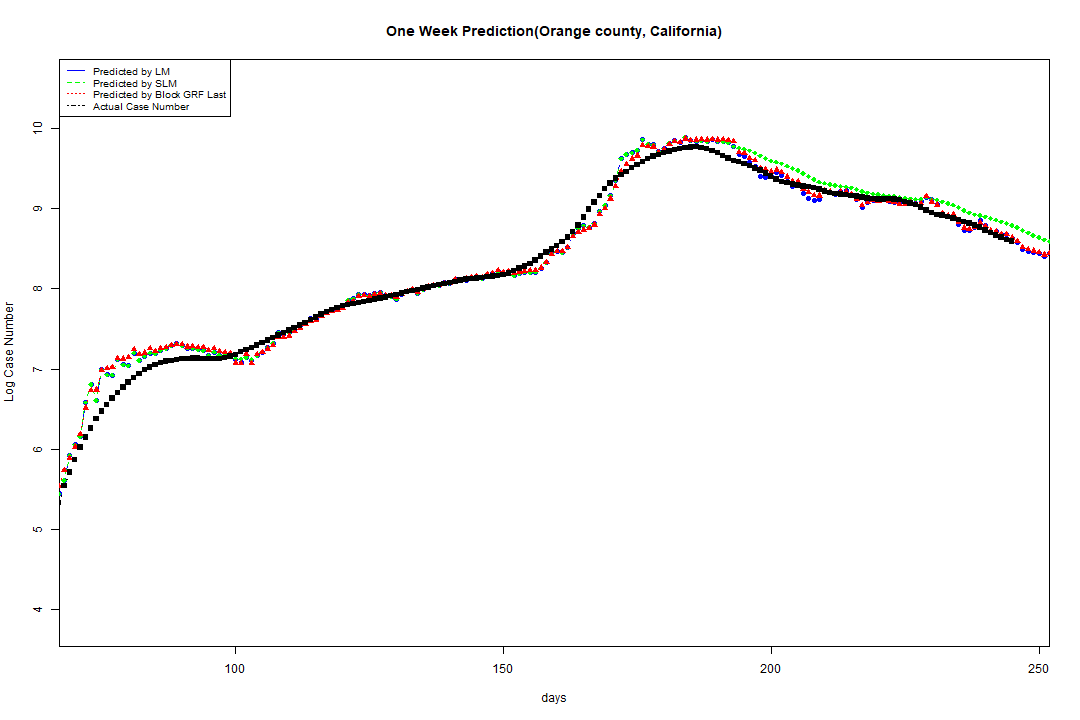 One Week Prediction(Orange county, California)
Predicted by LM
Predicted by SLM
Predicted by Block GRF Last
Actual Case Number
10
9
8
7
6
5
4
Log Case Number
100 150 200 250
days